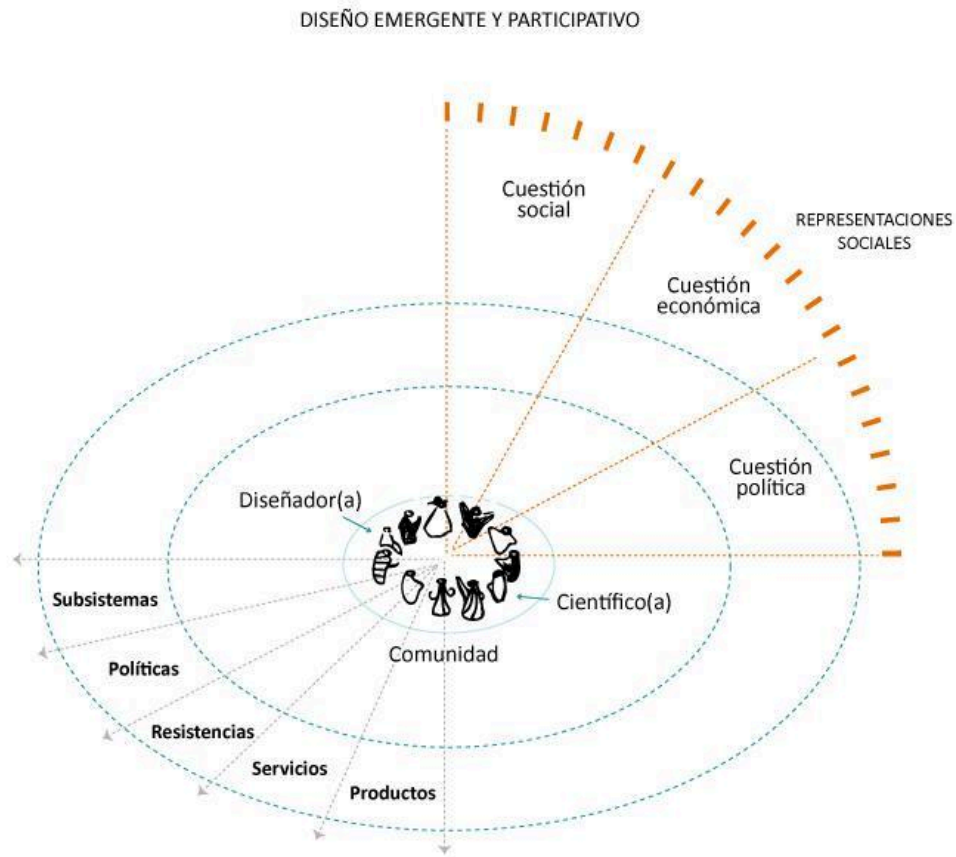 DISEÑO EMERGENTE Y PARTICIPATIVO
Cuestión
social
REPRESENTACIONES
SOCIALES
Cuestión
económica
Cuestión
política
Diseñador(a)
Científico(a)
Comunidad
Subsistemas
Políticas
Resistencias
Servicios
Productos